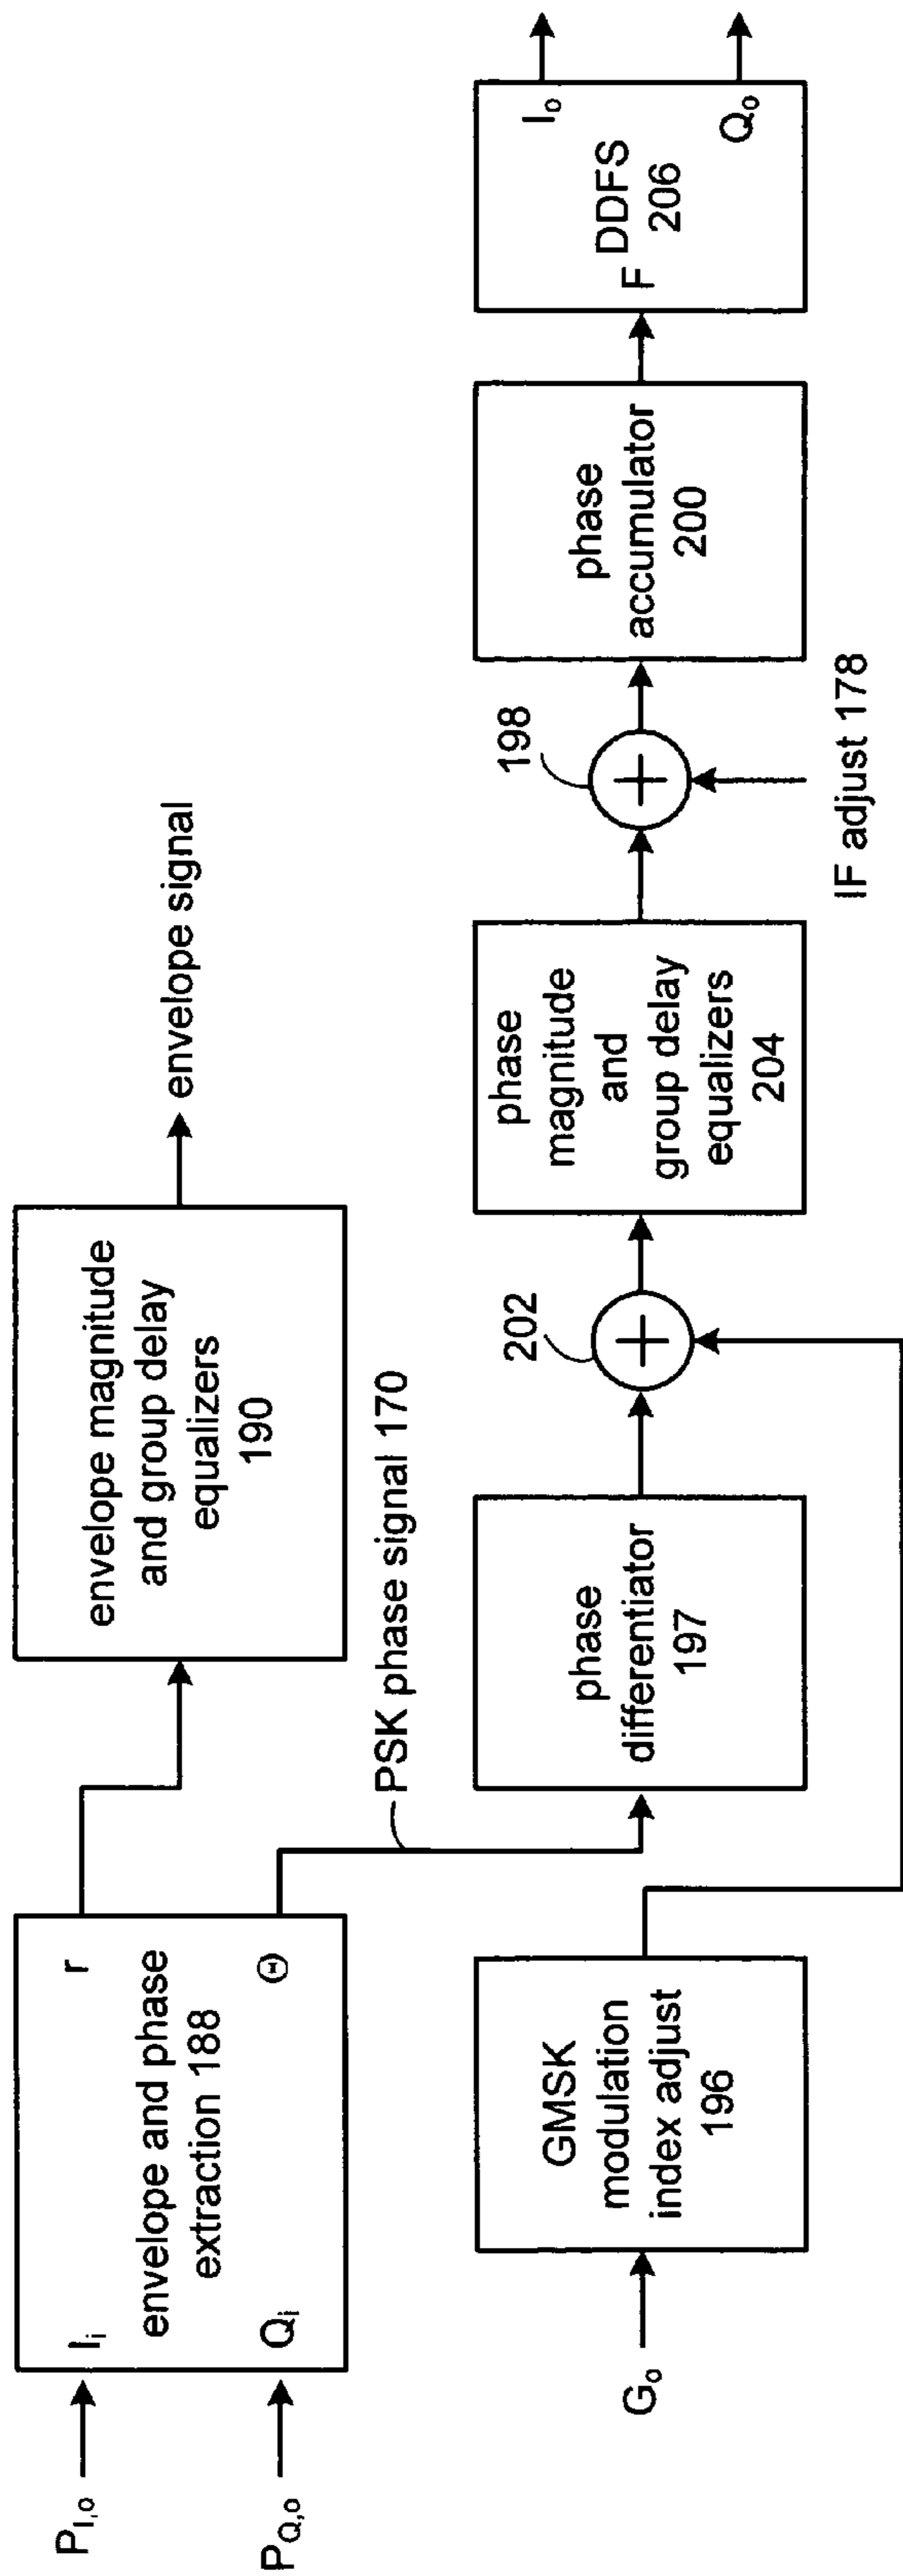 P_I,o
P_Q,o
I_i
Q_i
envelope and phase
extraction 188
r
Θ
envelope magnitude
and group delay
equalizers
190
envelope signal
PSK phase signal 170
G_o
GMSK
modulation
index adjust
196
phase
differentiator
197
202
+
phase
magnitude
and
group delay
equalizers
204
198
+
IF adjust 178
phase
accumulator
200
F
DDFS
206
I_o
Q_o